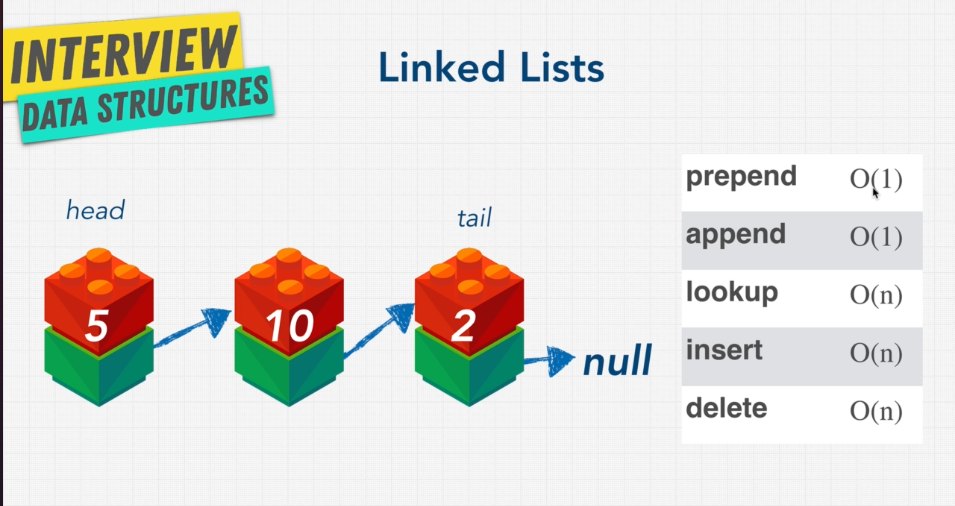 INTERVIEW
DATA STRUCTURES
Linked Lists
head
tail
5
10
2
null
prepend O(1)
append O(1)
lookup O(n)
insert O(n)
delete O(n)